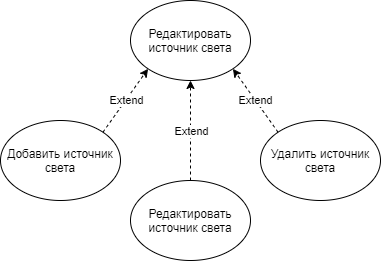 Редактировать
источник света
Extend
Extend
Extend
Добавить источник
света
Удалить источник
света
Редактировать
источник света